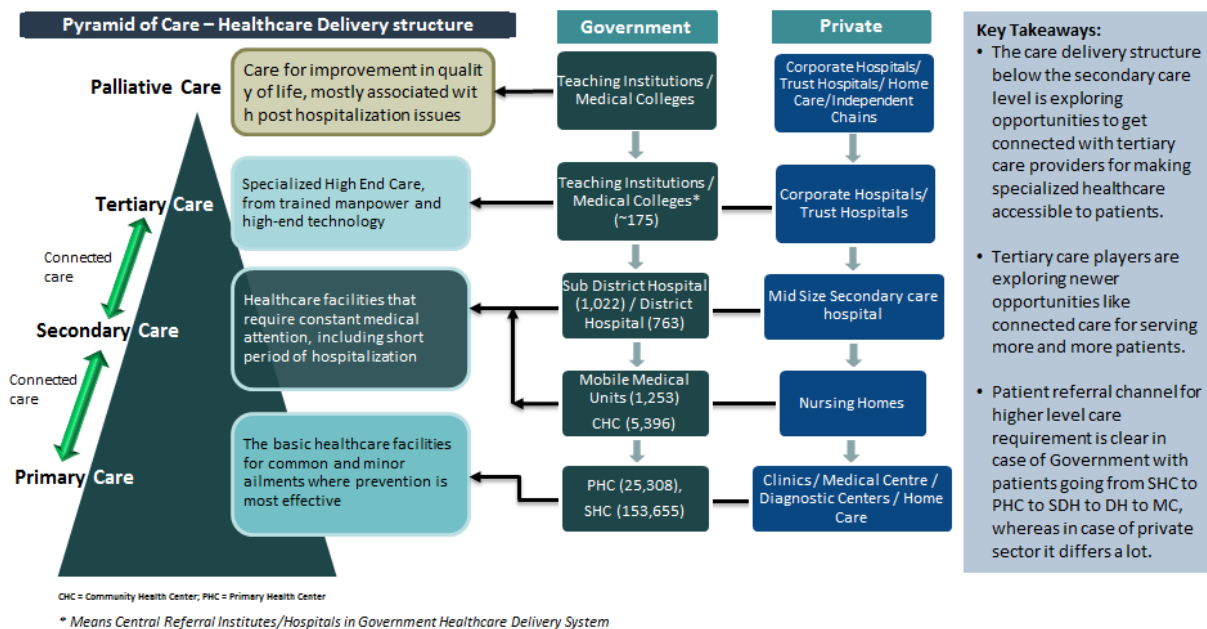 Pyramid of Care – Healthcare Delivery structure
Government
Private
Palliative Care
Care for improvement in qualit
y of life, mostly associated wit
h post hospitalization issues
Teaching Institutions /
Medical Colleges
Corporate Hospitals/
Trust Hospitals/ Home
Care/Independent
Chains
Tertiary Care
Specialized High End Care,
from trained manpower and
high-end technology
Teaching Institutions /
Medical Colleges*
(~175)
Corporate Hospitals/
Trust Hospitals
Connected
care
Secondary Care
Healthcare facilities that
require constant medical
attention, including short
period of hospitalization
Sub District Hospital
(1,022) / District
Hospital (763)
Mid Size Secondary care
hospital
Connected
care
Mobile Medical
Units (1,253)
CHC (5,396)
Nursing Homes
Primary Care
The basic healthcare facilities
for common and minor
ailments where prevention is
most effective
PHC (25,308),
SHC (153,655)
Clinics / Medical Centre /
Diagnostic Centers / Home
Care
Key Takeaways:
• The care delivery structure
below the secondary care
level is exploring
opportunities to get
connected with tertiary
care providers for making
specialized healthcare
accessible to patients.
• Tertiary care players are
exploring newer
opportunities like
connected care for serving
more and more patients.
• Patient referral channel for
higher level care
requirement is clear in
case of Government with
patients going from SHC to
PHC to SDH to DH to MC,
whereas in case of private
sector it differs a lot.
CHC = Community Health Center; PHC = Primary Health Center
* Means Central Referral Institutes/Hospitals in Government Healthcare Delivery System